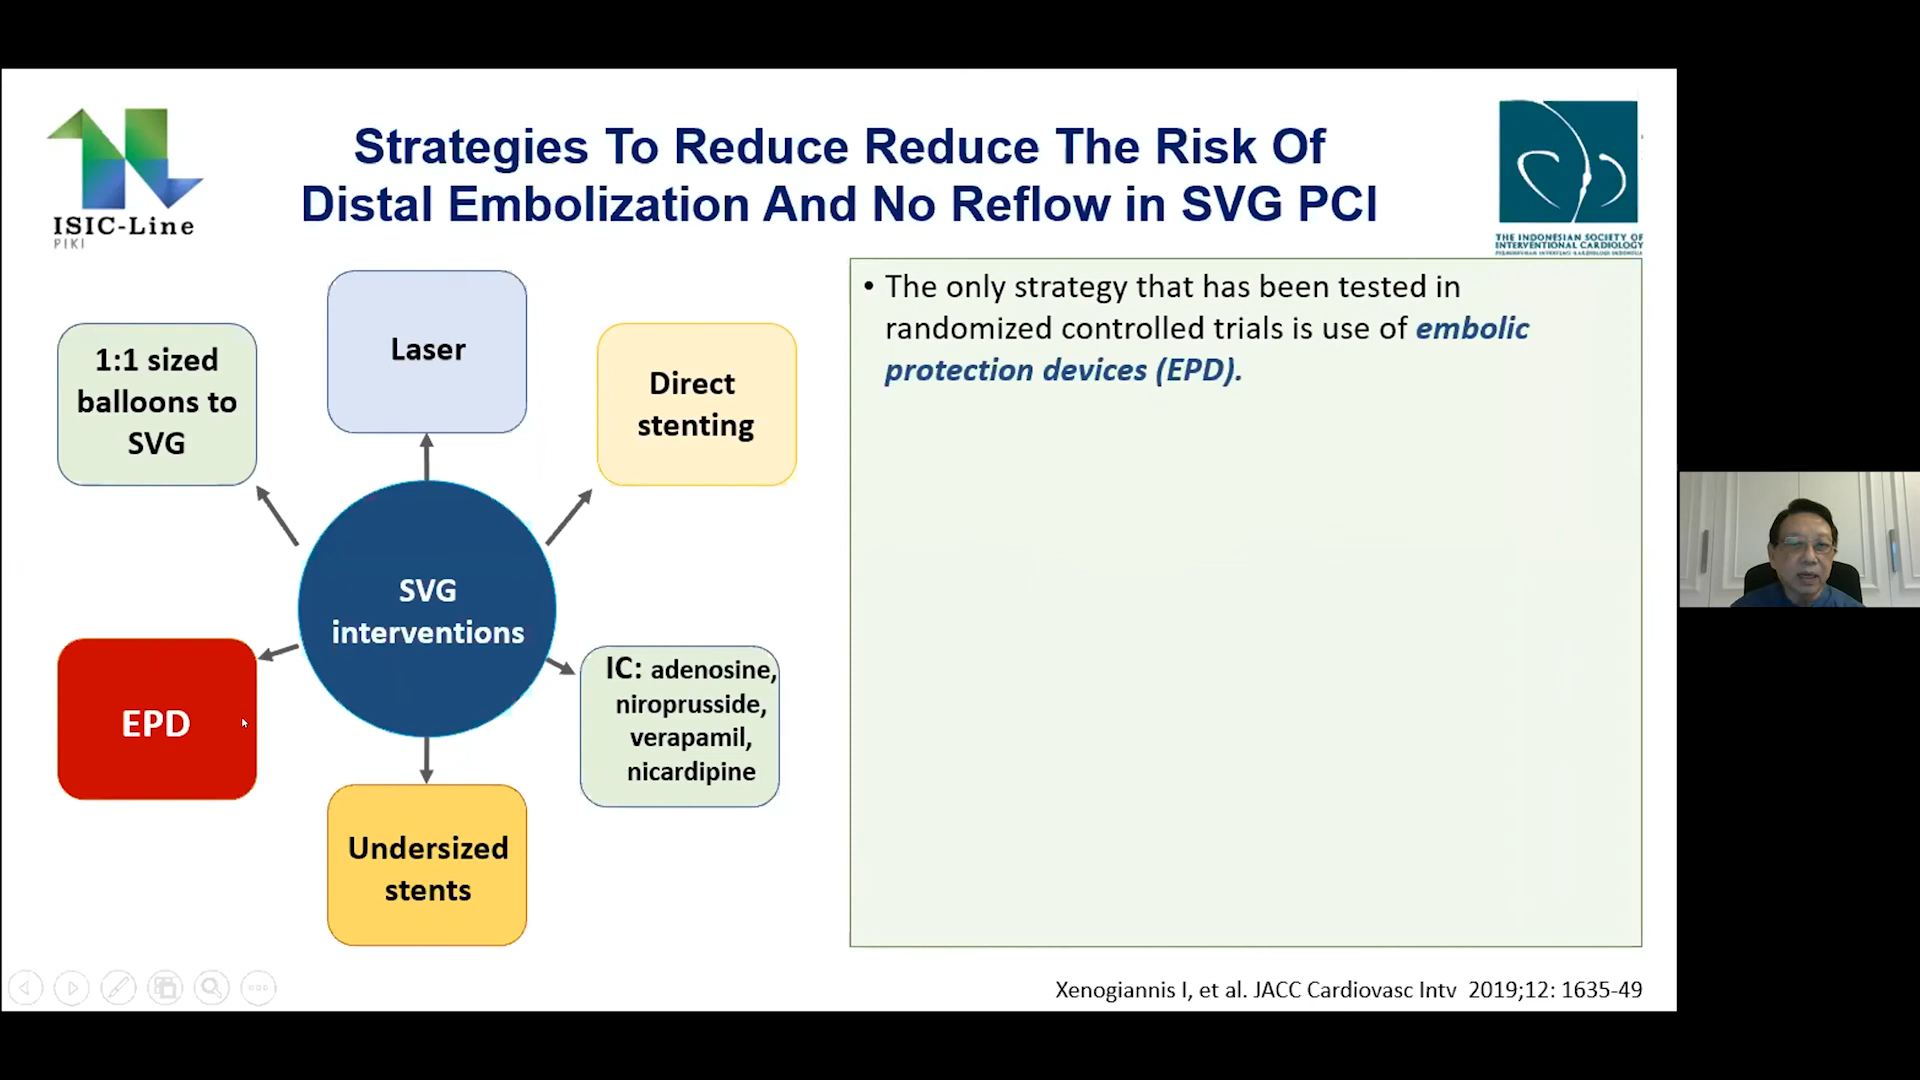 ISIC-Line
PIKI
Strategies To Reduce Reduce The Risk Of
Distal Embolization And No Reflow in SVG PCI
THE INDONESIAN SOCIETY OF
INTERVENTIONAL CARDIOLOGY
1:1 sized
balloons to
SVG
Laser
Direct
stenting
SVG
interventions
EPD
IC: adenosine,
niroprusside,
verapamil,
nicardipine
Undersized
stents
• The only strategy that has been tested in
randomized controlled trials is use of embolic
protection devices (EPD).
Xenogiannis I, et al. JACC Cardiovasc Intv 2019;12: 1635-49